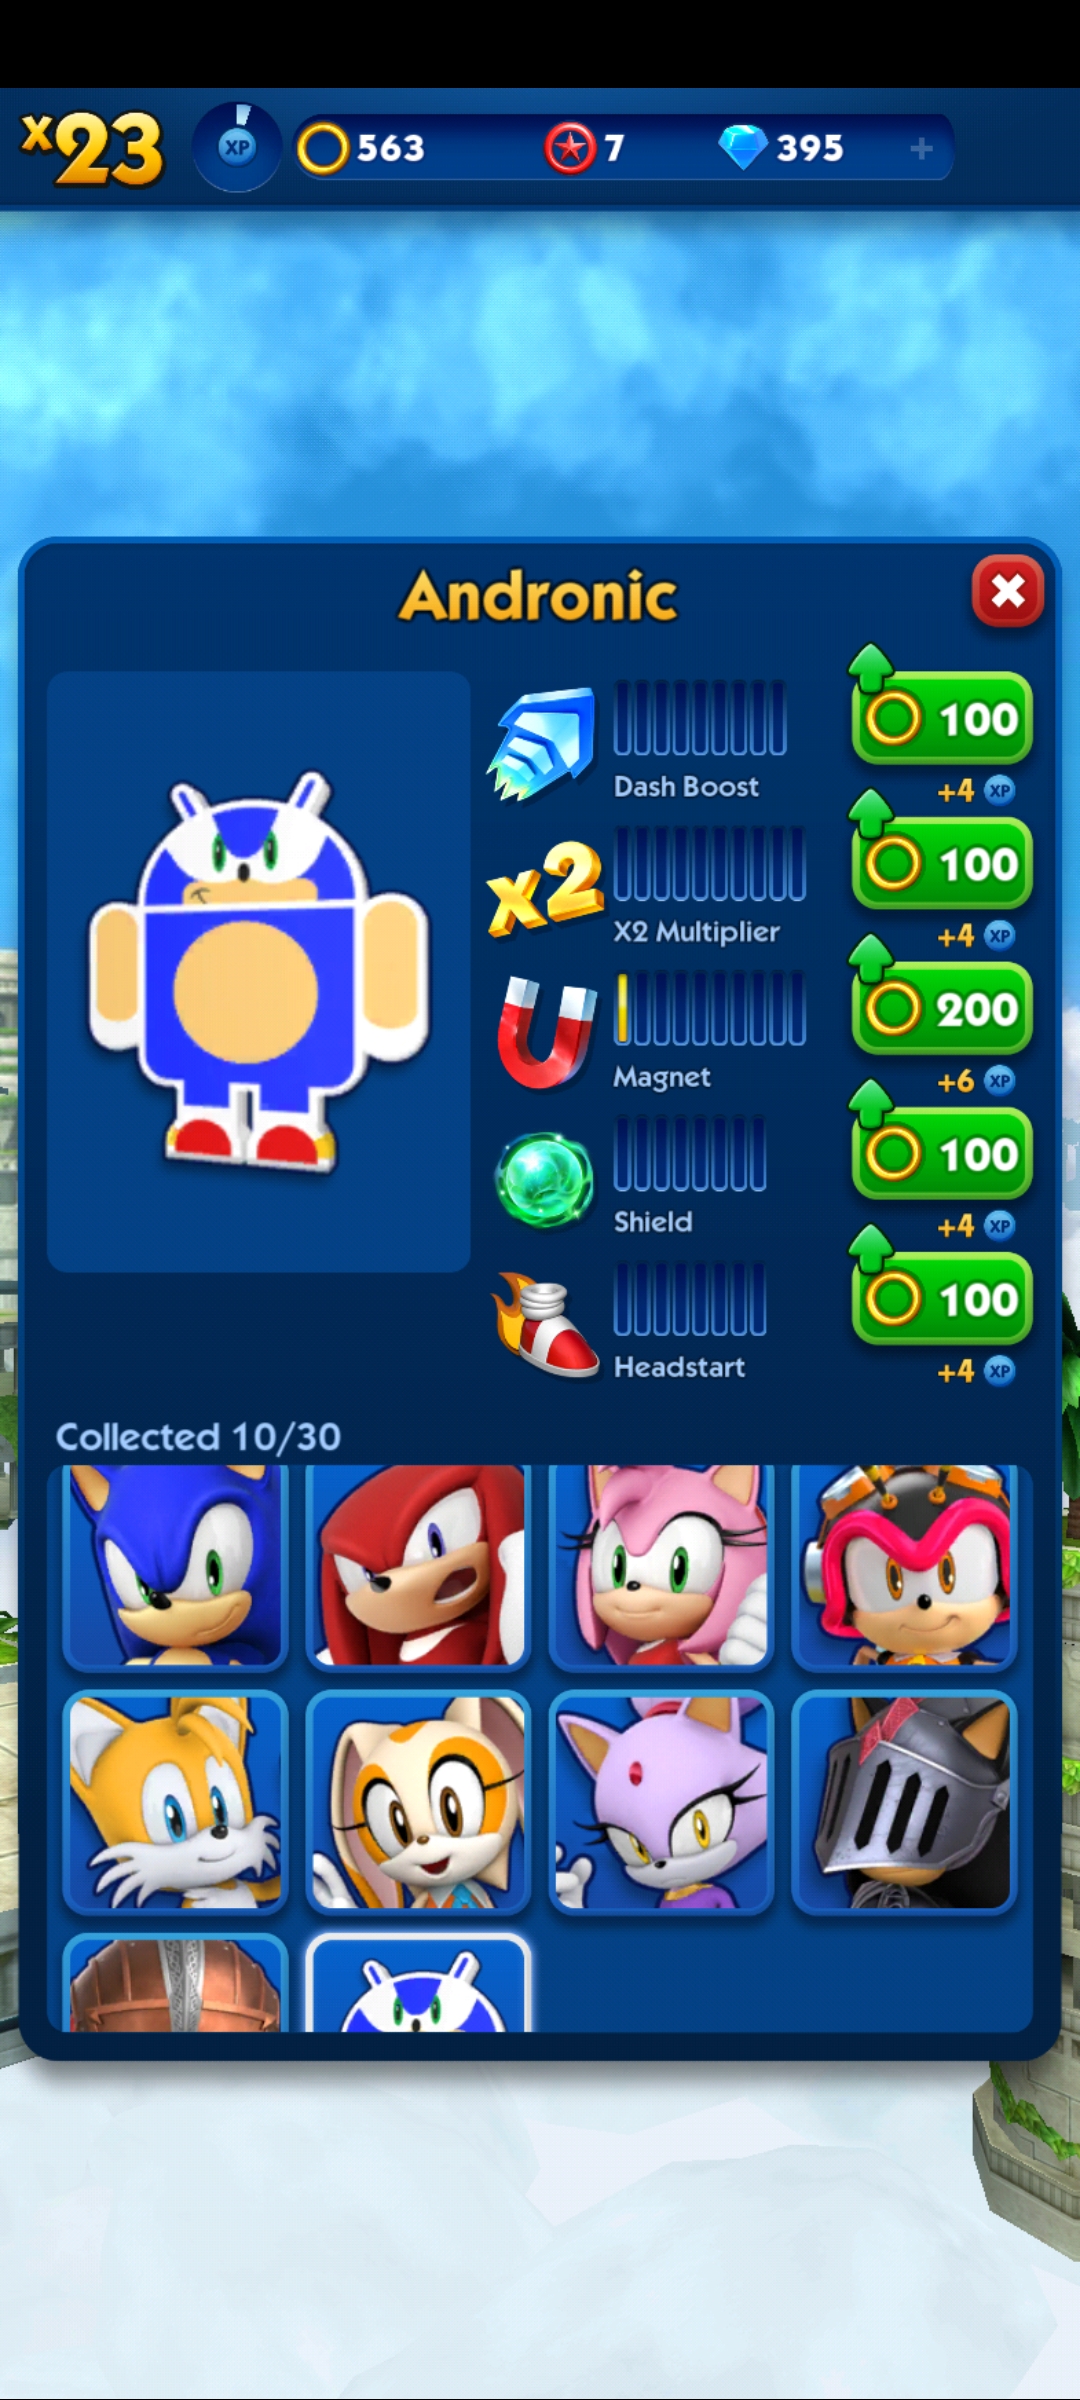 x23 XP 563 7 395 +
Andronic
100
Dash Boost
+4 XP
x2
100
X2 Multiplier
+4 XP
200
Magnet
+6 XP
100
Shield
+4 XP
100
Headstart
+4 XP
Collected 10/30